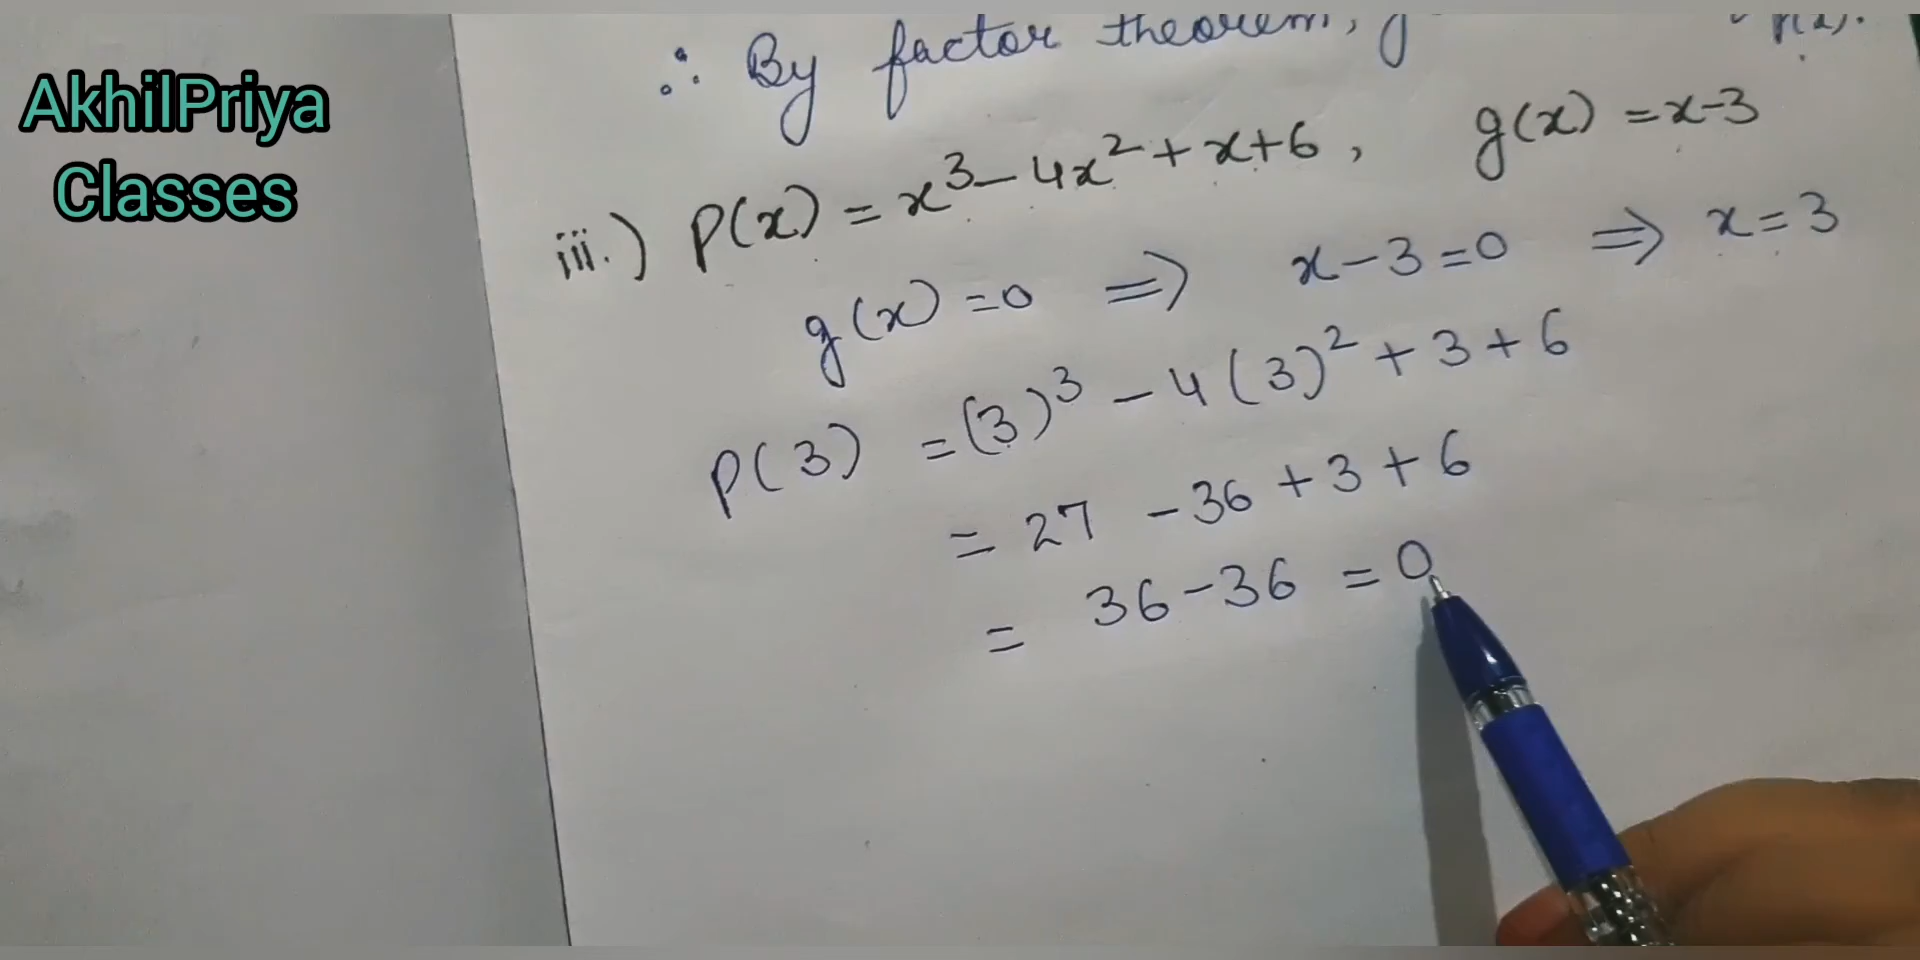 AkhilPriya
Classes
∴ By factor theorem, g
p(x).
iii.) p(x) = x³ – 4x² + x + 6 , g(x) = x – 3
g(x) = 0 ⇒ x – 3 = 0 ⇒ x = 3
p(3) = (3)³ – 4(3)² + 3 + 6
= 27 – 36 + 3 + 6
= 36 – 36 = 0